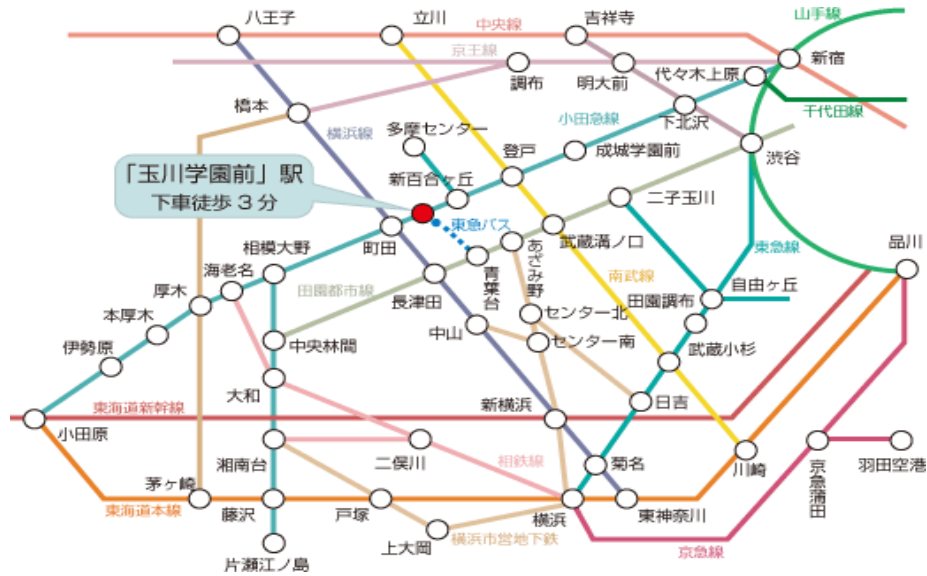 八王子
立川
中央線
吉祥寺
山手線
新宿
京王線
調布
明大前
代々木上原
千代田線
橋本
横浜線
多摩センター
小田急線
下北沢
登戸
成城学園前
渋谷
「玉川学園前」駅
下車徒歩3分
新百合ヶ丘
二子玉川
東急バス
町田
武蔵溝ノ口
東急線
品川
相模大野
海老名
青葉台
あざみ野
南武線
自由ヶ丘
田園都市線
長津田
田園調布
厚木
本厚木
伊勢原
中央林間
中山
センター北
センター南
武蔵小杉
大和
日吉
東海道新幹線
新横浜
小田原
湘南台
二俣川
相鉄線
菊名
川崎
京急蒲田
羽田空港
茅ヶ崎
東海道本線
藤沢
戸塚
横浜
東神奈川
上大岡
横浜市営地下鉄
京急線
片瀬江ノ島